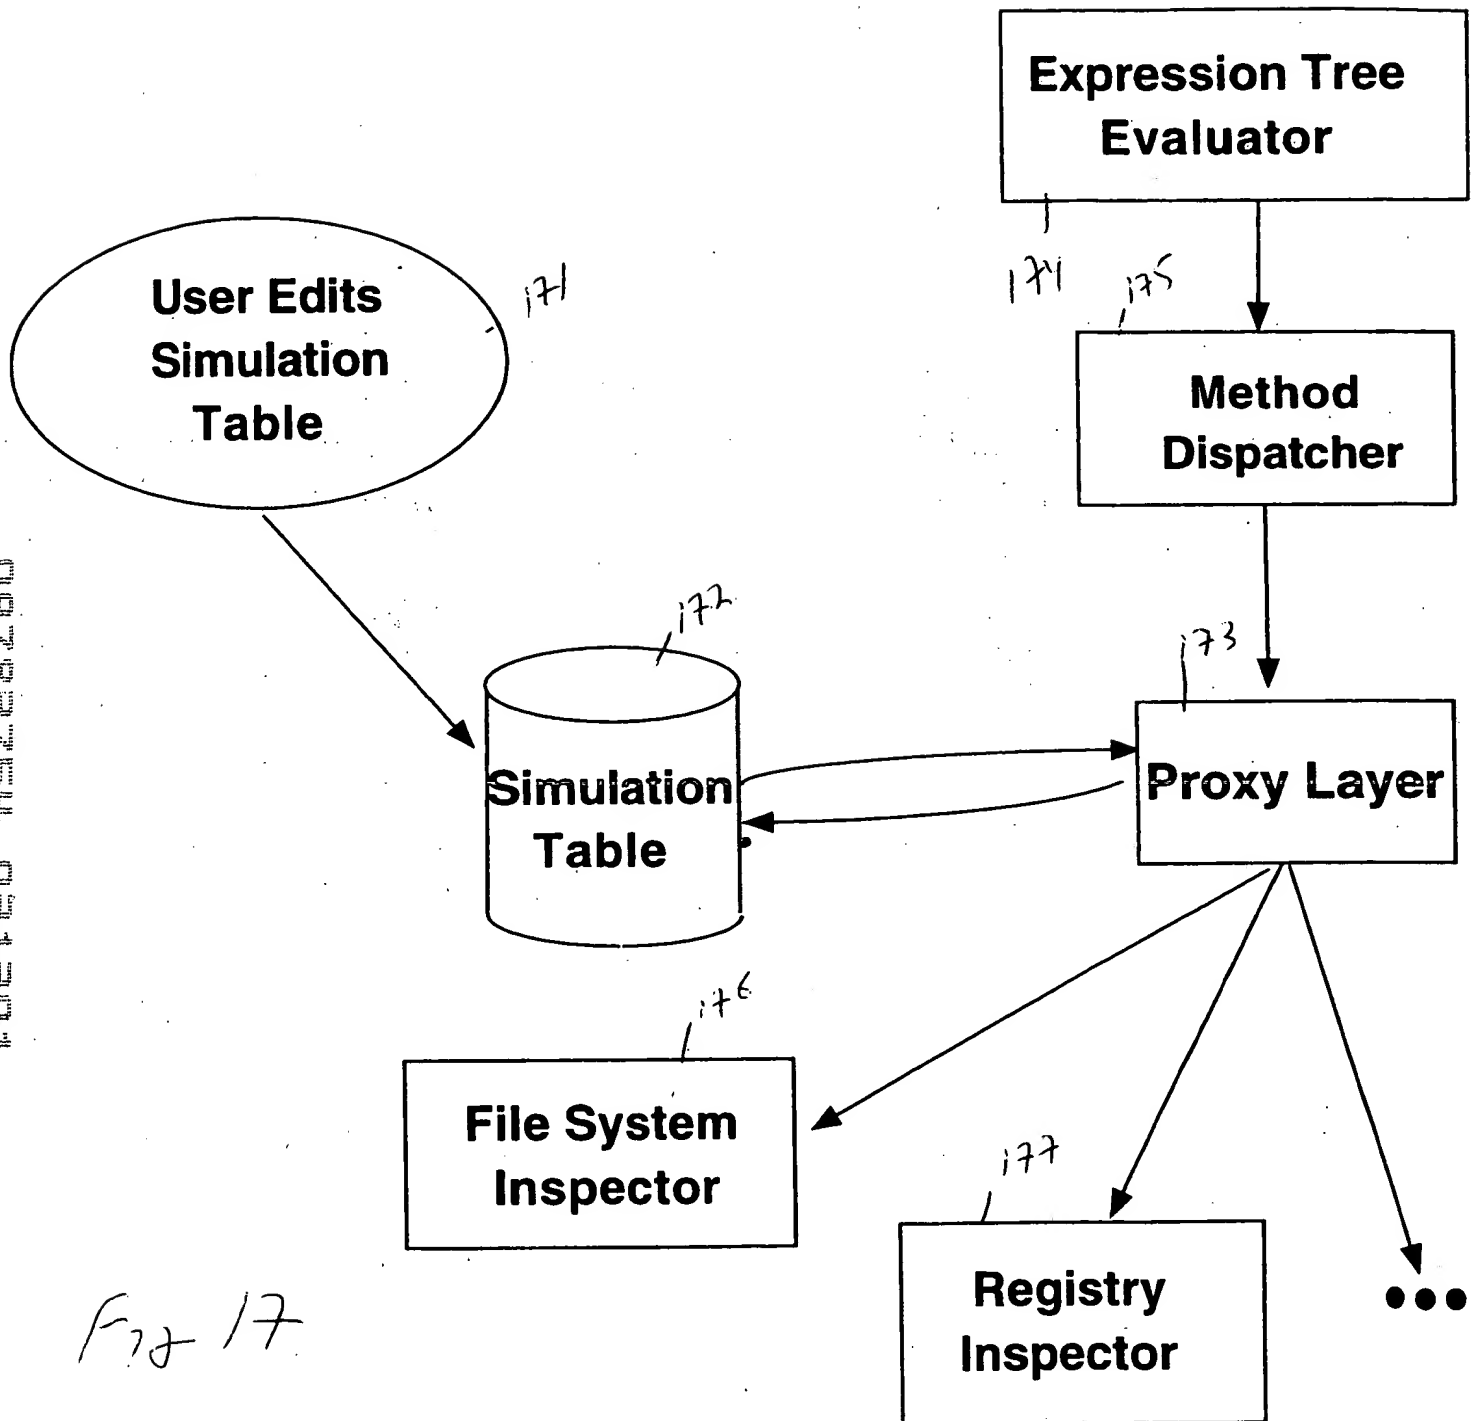 Expression Tree
Evaluator
174
175
User Edits
Simulation
Table
171
Method
Dispatcher
172
173
Simulation
Table
Proxy Layer
176
File System
Inspector
177
Registry
Inspector
•••
Fig 17